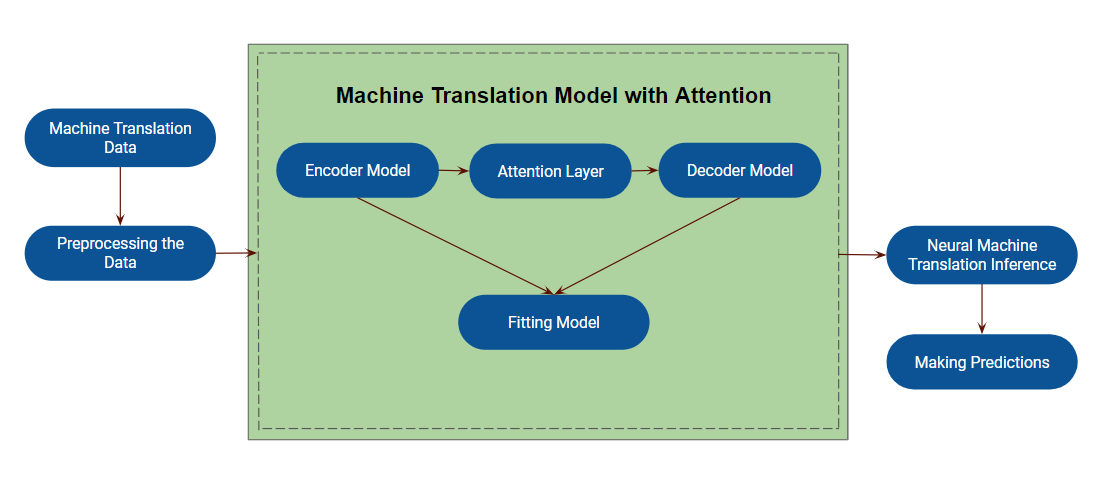 Machine Translation Model with Attention
Machine Translation
Data
Encoder Model
Attention Layer
Decoder Model
Preprocessing the
Data
Neural Machine
Translation Inference
Fitting Model
Making Predictions